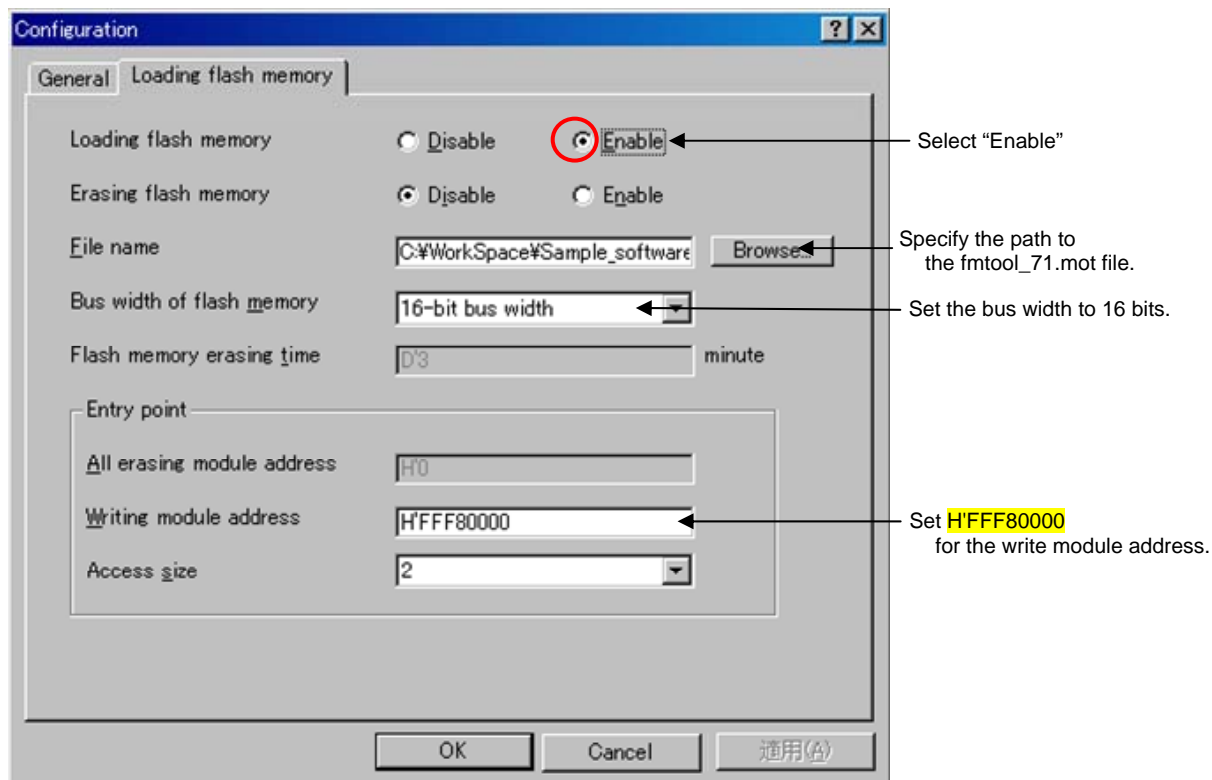 Configuration
General
Loading flash memory
Loading flash memory
Disable
Enable
Select “Enable”
Erasing flash memory
Disable
Enable
File name
C:¥WorkSpace¥Sample_software
Browse...
Specify the path to
the fmtool_71.mot file.
Bus width of flash memory
16-bit bus width
Set the bus width to 16 bits.
Flash memory erasing time
D'3
minute
Entry point
All erasing module address
H'0
Writing module address
H'FFF80000
Set H'FFF80000
for the write module address.
Access size
2
OK
Cancel
適用(A)